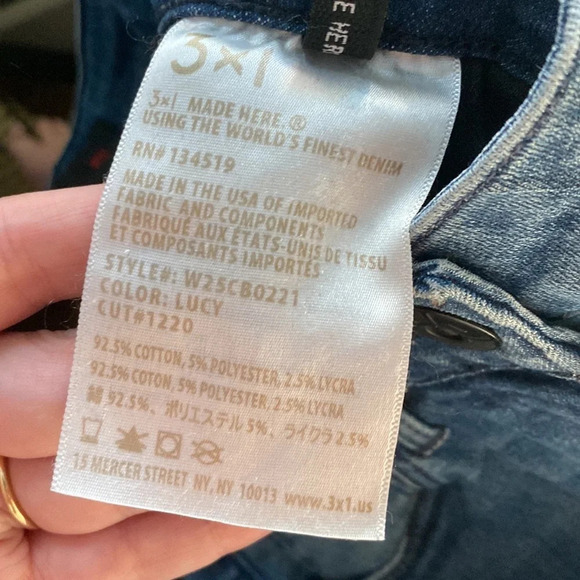 E HER
3×1
3×1 MADE HERE.®
USING THE WORLD'S FINEST DENIM
RN# 134519
MADE IN THE USA OF IMPORTED
FABRIC AND COMPONENTS
FABRIQUÉ AUX ÉTATS-UNIS DE TISSU
ET COMPOSANTS IMPORTÉS
STYLE#: W25CB0221
COLOR: LUCY
CUT#1220
92.5% COTTON, 5% POLYESTER, 2.5% LYCRA
92.5% COTON, 5% POLYESTER, 2.5% LYCRA
綿 92.5%、ポリエステル 5%、ライクラ 2.5%
15 MERCER STREET NY, NY 10013 www.3x1.us